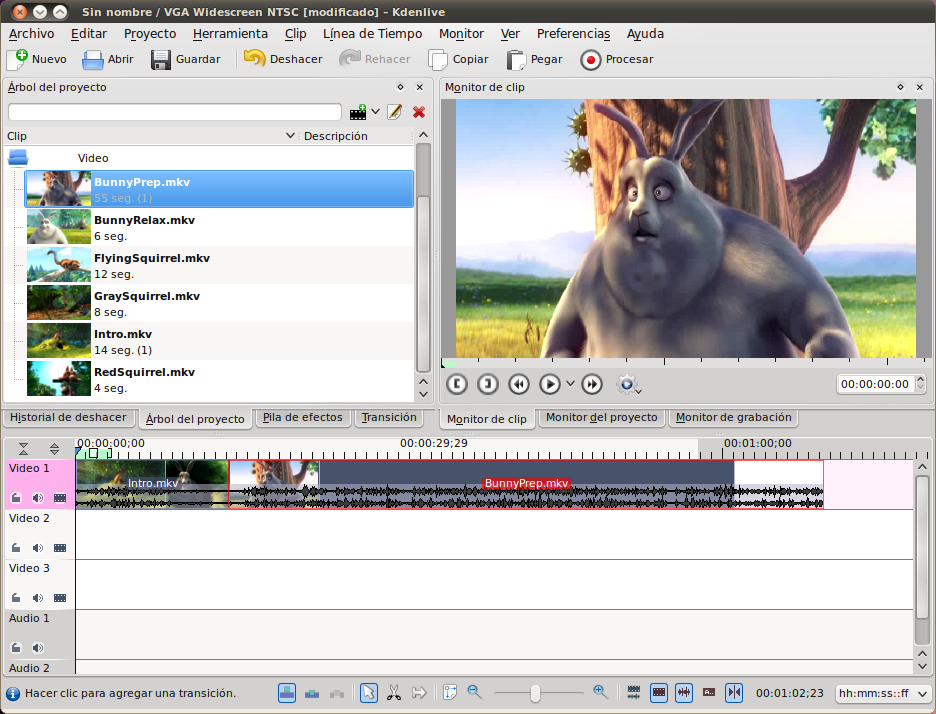 Sin nombre / VGA Widescreen NTSC [modificado] – Kdenlive
Archivo Editar Proyecto Herramienta Clip Línea de Tiempo Monitor Ver Preferencias Ayuda
Nuevo Abrir Guardar Deshacer Rehacer Copiar Pegar Procesar
Árbol del proyecto
Clip Descripción
Video
BunnyPrep.mkv
55 seg. (1)
BunnyRelax.mkv
6 seg.
FlyingSquirrel.mkv
12 seg.
GraySquirrel.mkv
8 seg.
Intro.mkv
14 seg. (1)
RedSquirrel.mkv
4 seg.
Historial de deshacer Árbol del proyecto Pila de efectos Transición
Monitor de clip
00:00:00:00
Monitor de clip Monitor del proyecto Monitor de grabación
00:00:00;00 00:00:29;29 00:01:00;00
Video 1
Intro.mkv BunnyPrep.mkv
Video 2
Video 3
Audio 1
Audio 2
Hacer clic para agregar una transición. 00:01:02;23 hh:mm:ss::ff